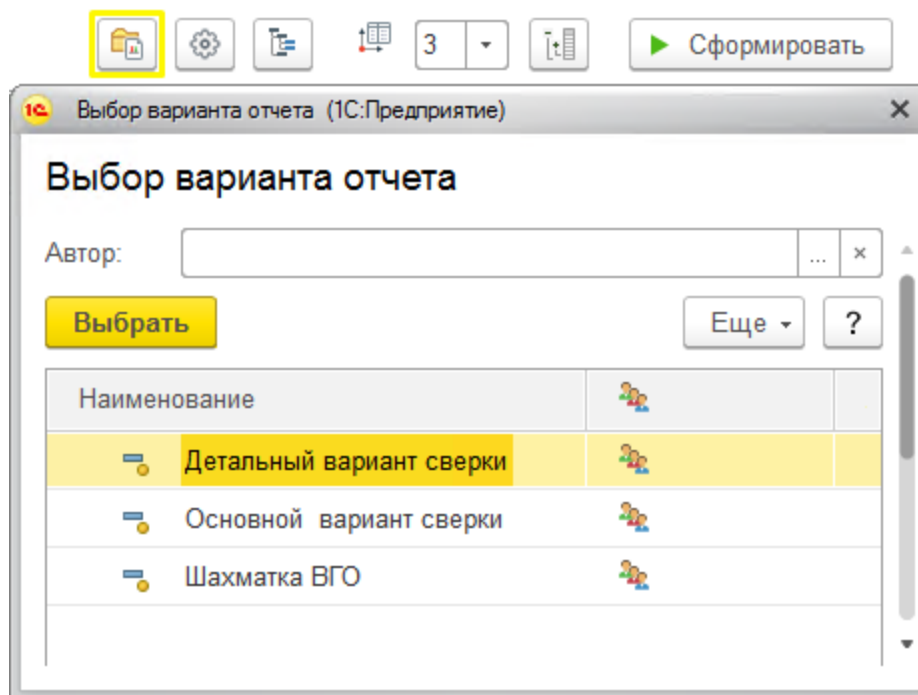 3 Сформировать
1С Выбор варианта отчета (1С:Предприятие)
Выбор варианта отчета
Автор: ...
Выбрать Еще ?
Наименование
Детальный вариант сверки
Основной вариант сверки
Шахматка ВГО